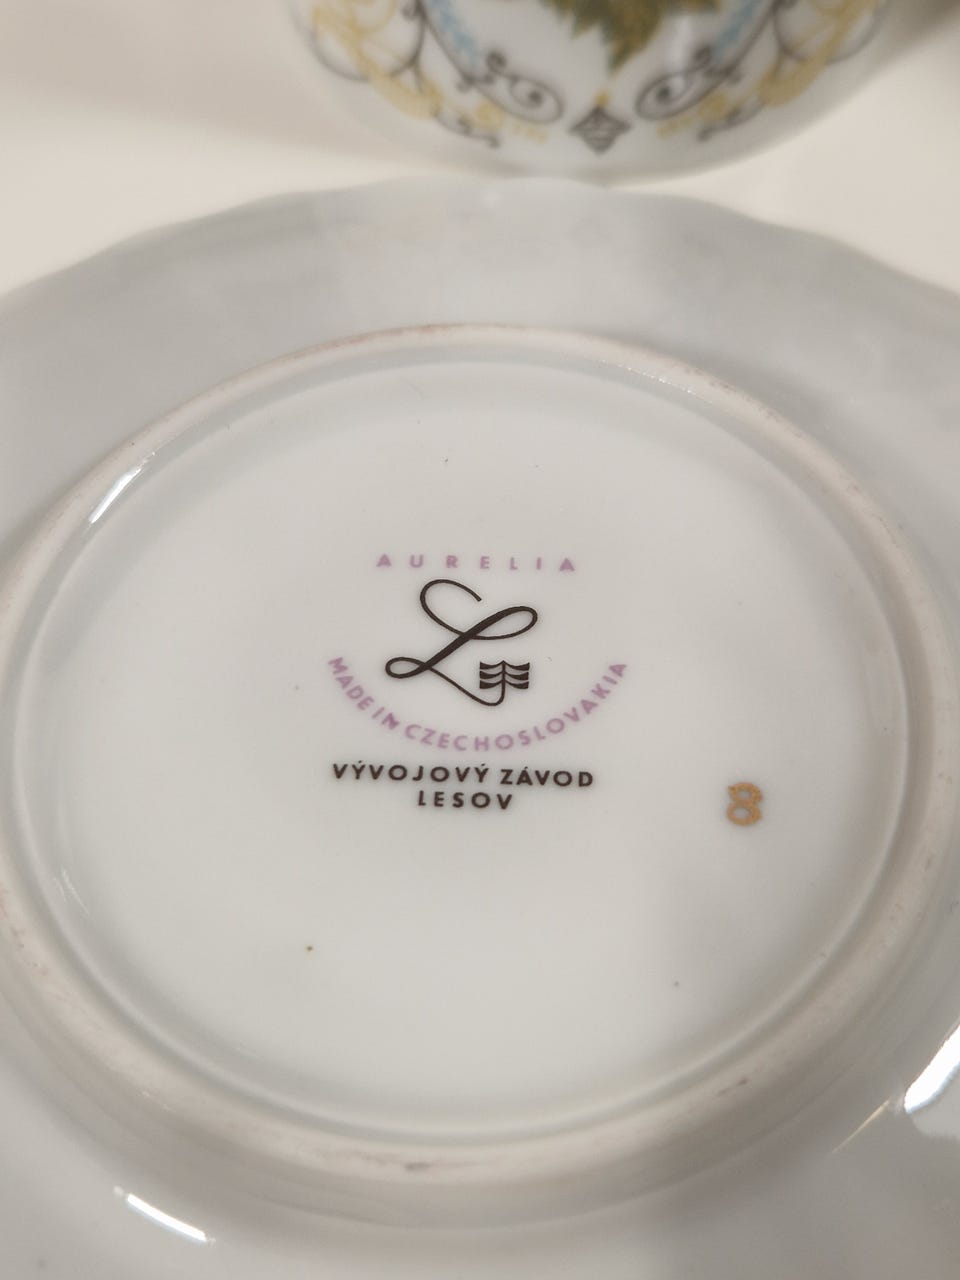 AURELIA
L
MADE IN CZECHOSLOVAKIA
VÝVOJOVÝ ZÁVOD
LESOV
8